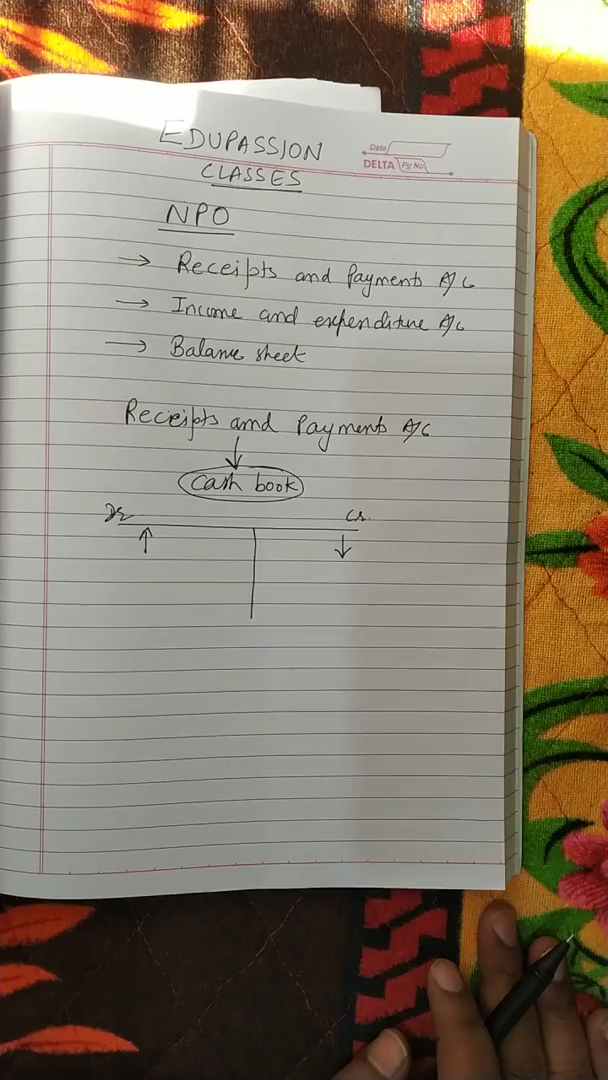 EDUPASSION
CLASSES
Date
DELTA Pg No
NPO
→ Receipts and Payments A/c
→ Income and expenditure A/c
→ Balance sheet
Receipts and Payments A/c
↓
Cash book
Dr Cr.
↑ ↓